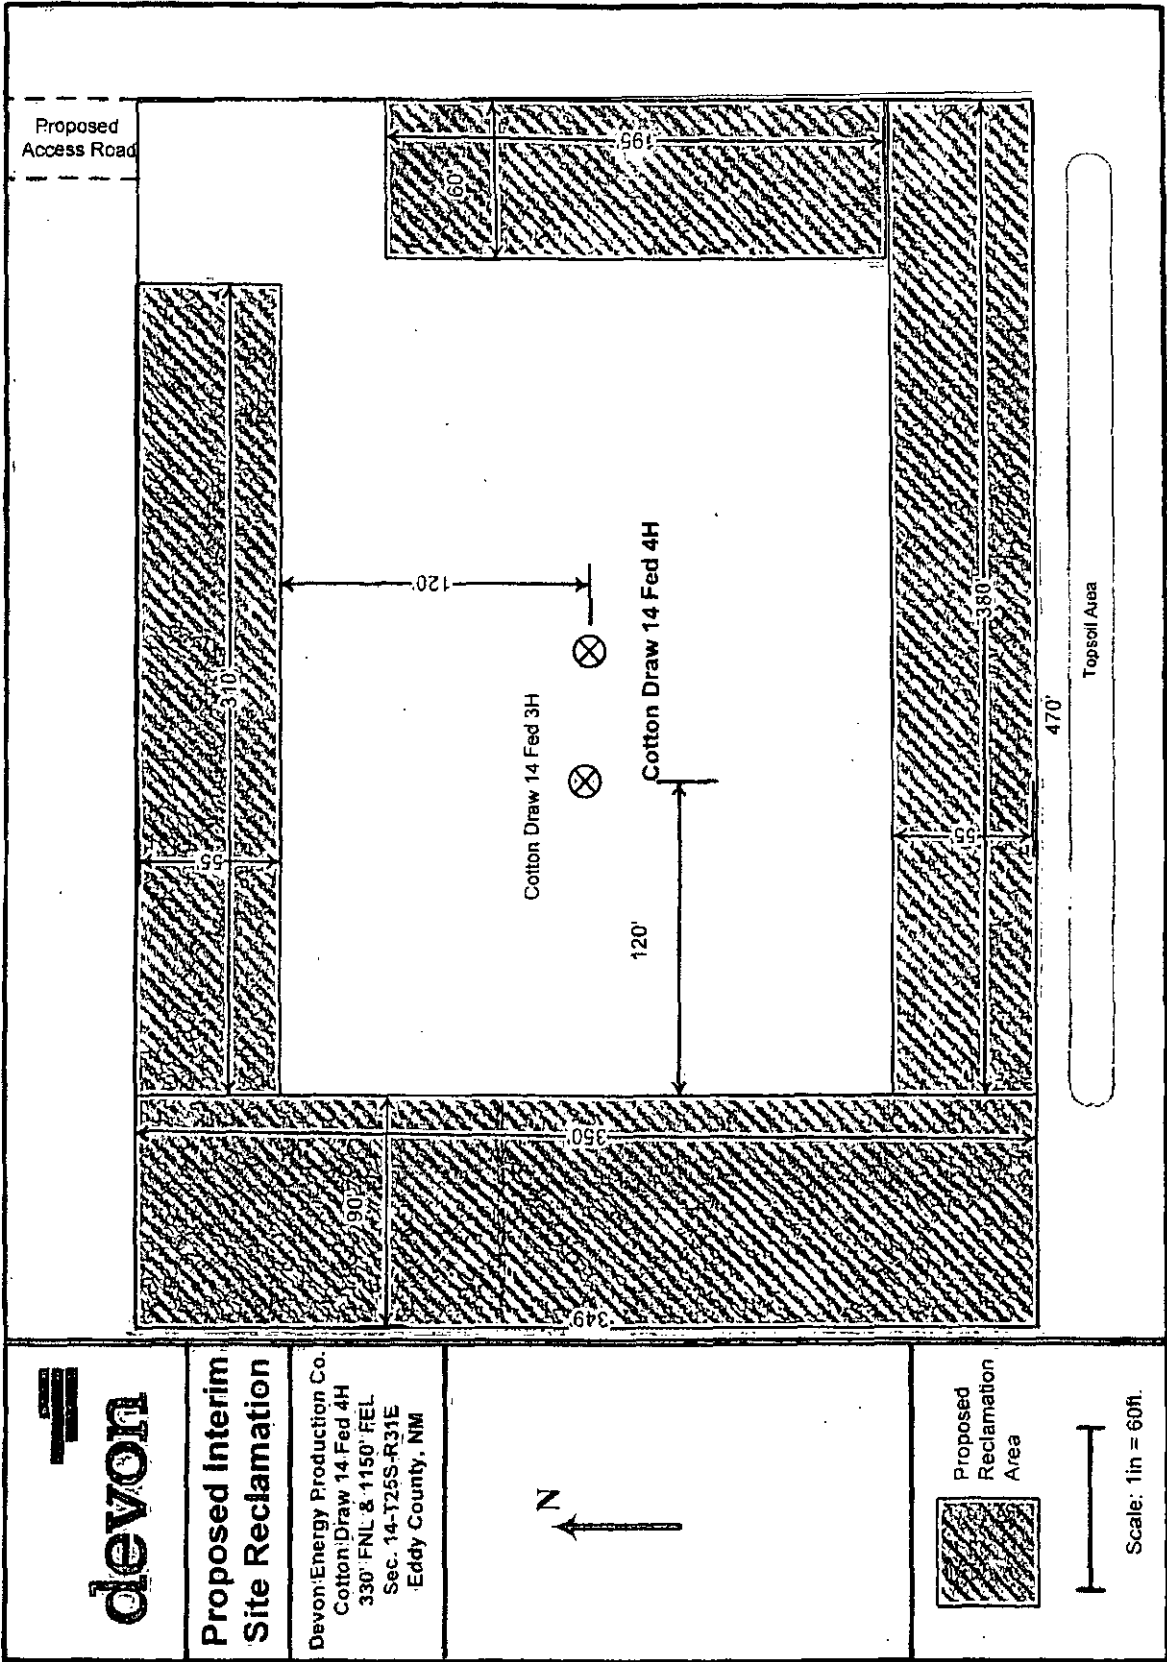 devon
Proposed Interim
Site Reclamation
Devon Energy Production Co.
Cotton Draw 14 Fed 4H
330' FNL & 1150' FEL
Sec. 14-T25S-R31E
Eddy County, NM
N
Proposed
Reclamation
Area
Scale: 1in = 60ft.
Proposed
Access Road
310'
55'
60'
195'
120'
Cotton Draw 14 Fed 3H
Cotton Draw 14 Fed 4H
120'
350'
90'
349'
380'
55'
470'
Topsoil Area